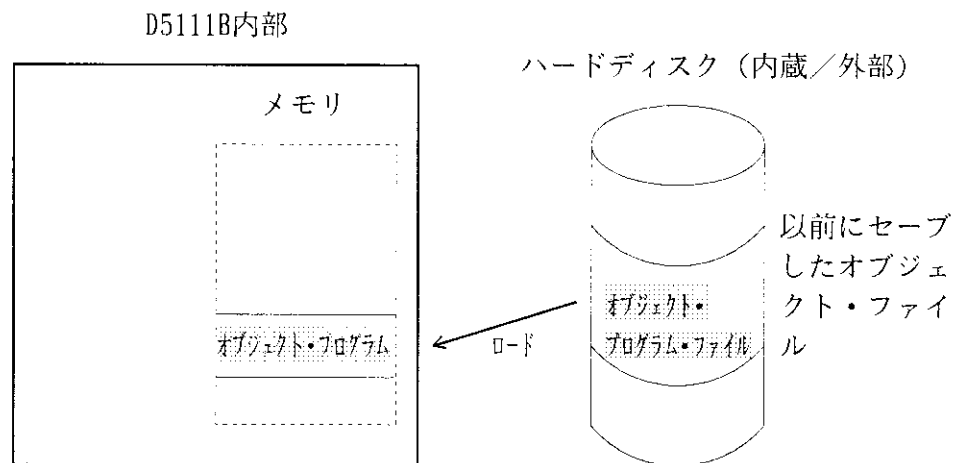 D5111B内部
ハードディスク（内蔵／外部）
メモリ
以前にセーブ
したオブジェ
クト・ファイ
ル
オブジェクト・
プログラム・ファイル
ロード
オブジェクト・プログラム